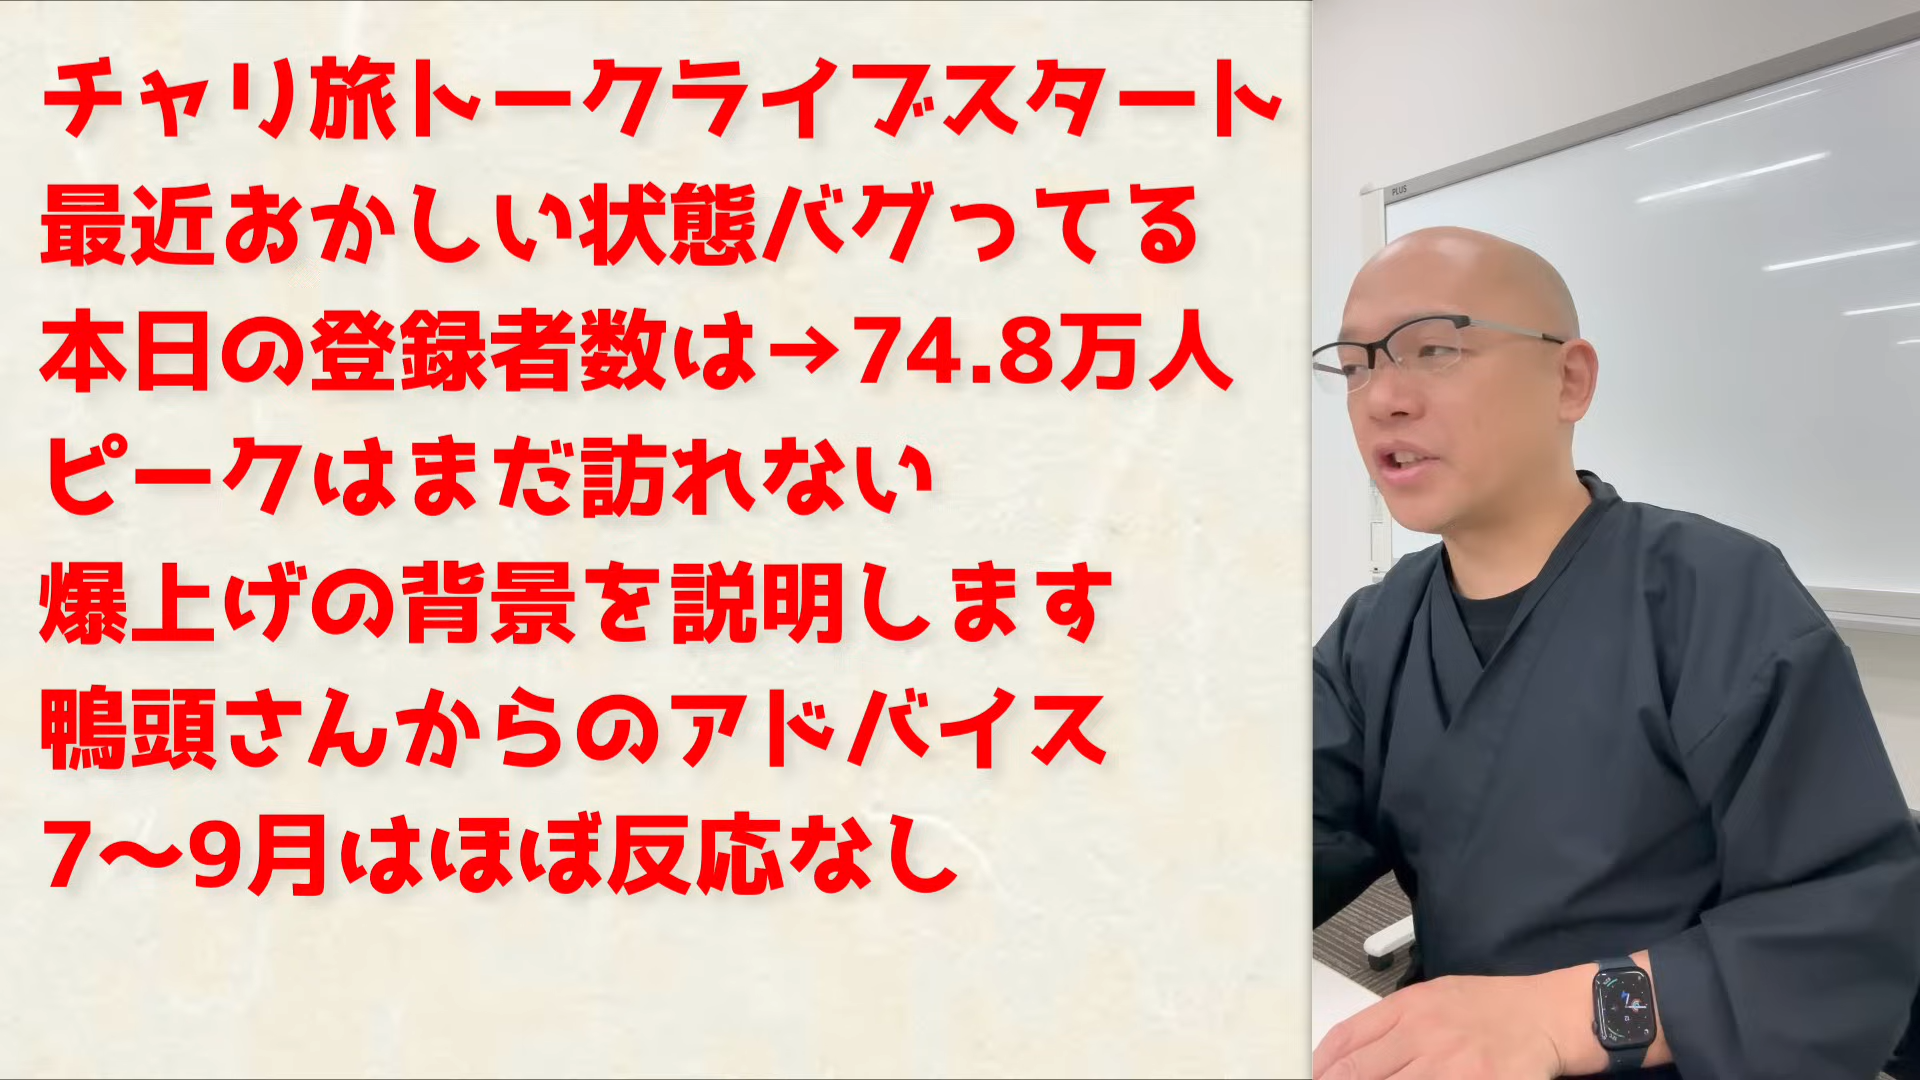 チャリ旅トークライブスタート
最近おかしい状態バグってる
本日の登録者数は→74.8万人
ピークはまだ訪れない
爆上げの背景を説明します
鴨頭さんからのアドバイス
7〜9月はほぼ反応なし
PLUS